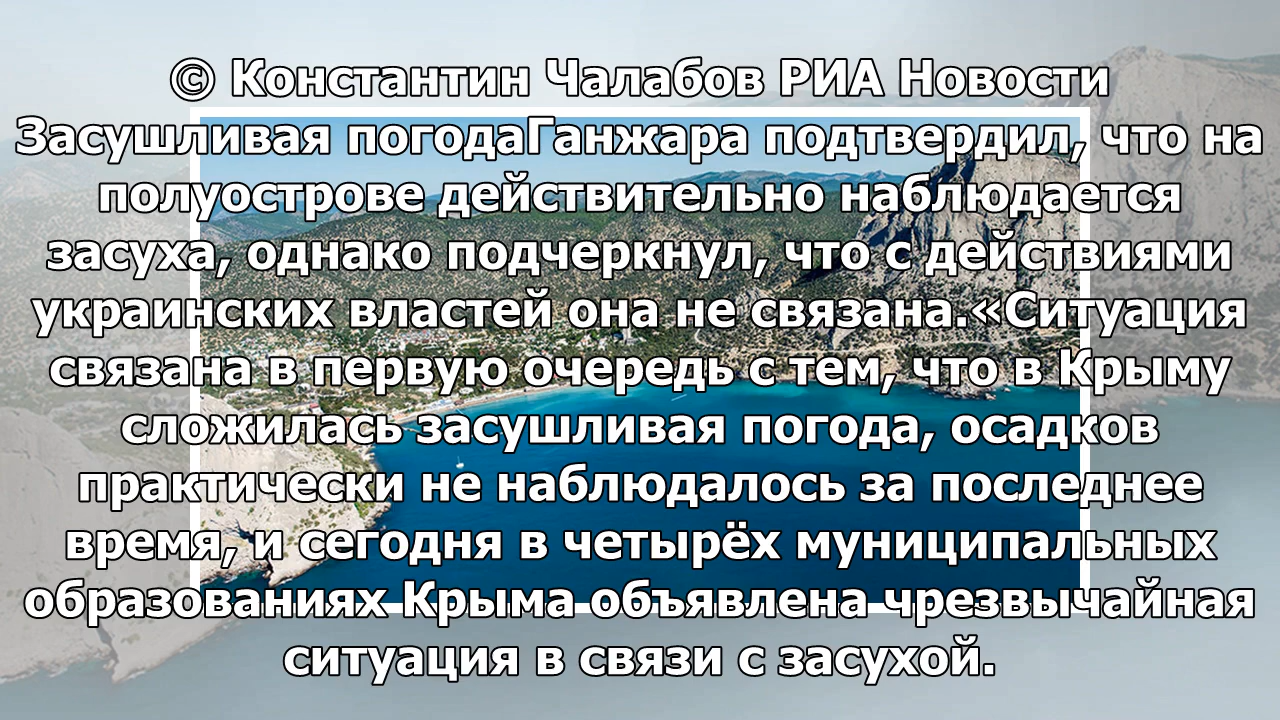 © Константин Чалабов РИА Новости
Засушливая погодаГанжара подтвердил, что на
полуострове действительно наблюдается
засуха, однако подчеркнул, что с действиями
украинских властей она не связана.«Ситуация
связана в первую очередь с тем, что в Крыму
сложилась засушливая погода, осадков
практически не наблюдалось за последнее
время, и сегодня в четырёх муниципальных
образованиях Крыма объявлена чрезвычайная
ситуация в связи с засухой.